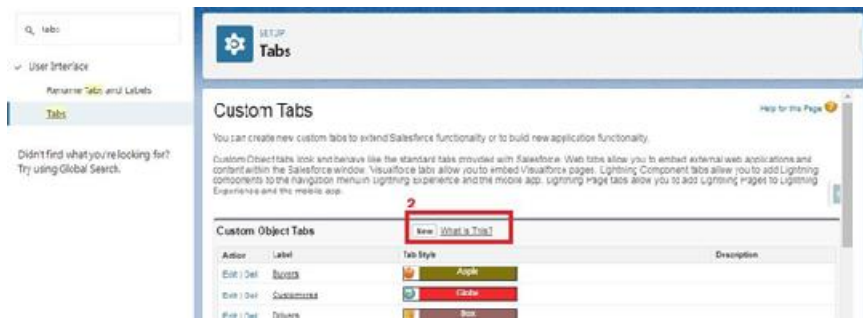 tabs
SETUP
Tabs
User Interface
Rename Tabs and Labels
Tabs
Didn't find what you're looking for?
Try using Global Search.
Custom Tabs
Help for this Page
You can create new custom tabs to extend Salesforce functionality or to build new application functionality.
Custom Object tabs look and behave like the standard tabs provided with Salesforce. Web tabs allow you to embed external web applications and
content within the Salesforce window. Visualforce tabs allow you to embed Visualforce pages. Lightning Component tabs allow you to add Lightning
components to the navigation menu in Lightning Experience and the mobile app. Lightning Page tabs allow you to add Lightning Pages to Lightning
Experience and the mobile app.
2
Custom Object Tabs New What Is This?
Action Label Tab Style Description
Edit | Del Buyers Apple
Edit | Del Customeres Globe
Edit | Del Drivers Box